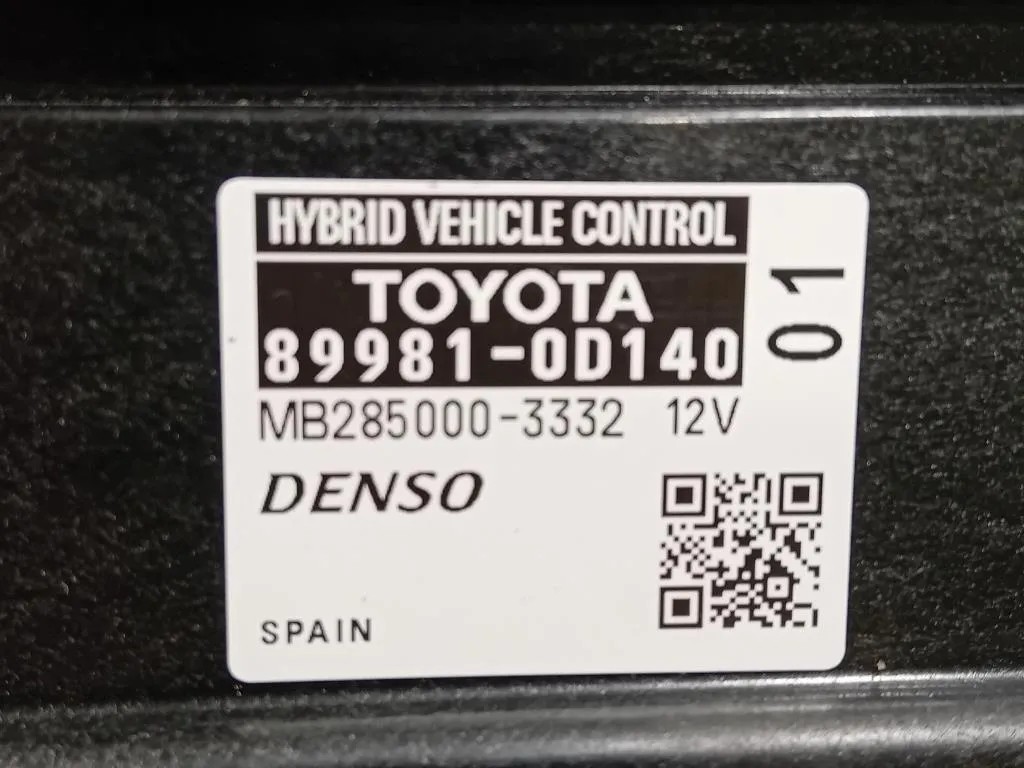 HYBRID VEHICLE CONTROL
TOYOTA
89981-0D140
01
MB285000-3332 12V
DENSO
SPAIN